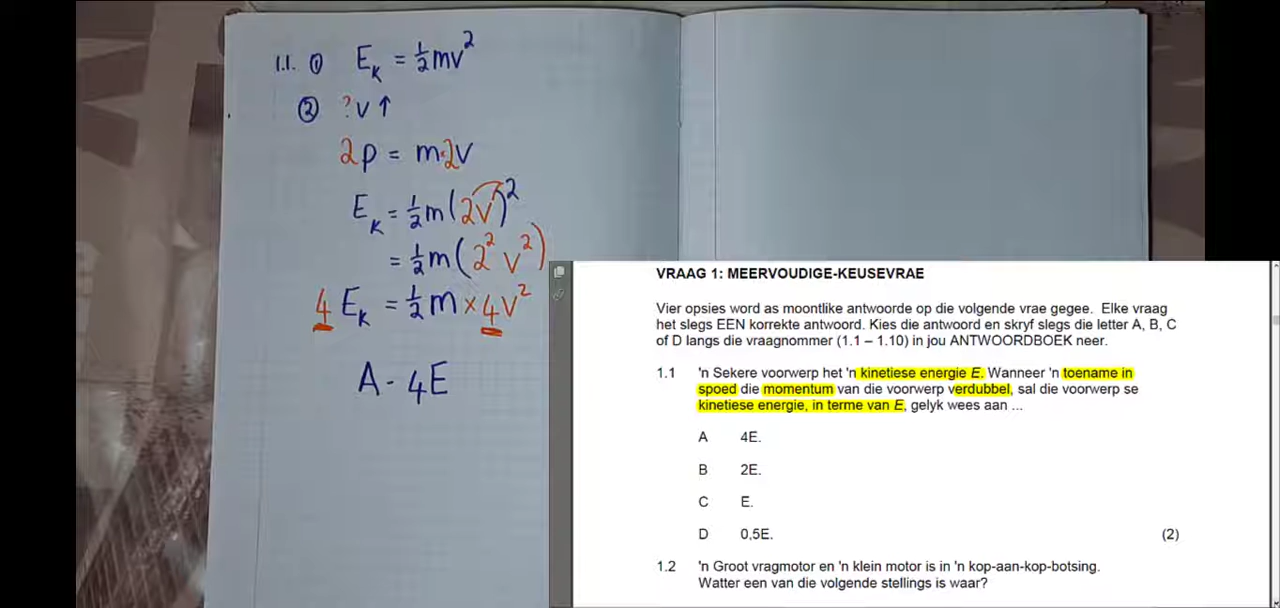 1.1. ① Eₖ = ½mv²
② ?v↑
2p = m·2v
Eₖ = ½m(2v)²
= ½m(2² v²)
4 Eₖ = ½m × 4v²
A - 4E
VRAAG 1: MEERVOUDIGE-KEUSEVRAE
Vier opsies word as moontlike antwoorde op die volgende vrae gegee. Elke vraag
het slegs EEN korrekte antwoord. Kies die antwoord en skryf slegs die letter A, B, C
of D langs die vraagnommer (1.1 – 1.10) in jou ANTWOORDBOEK neer.
1.1 'n Sekere voorwerp het 'n kinetiese energie E. Wanneer 'n toename in
spoed die momentum van die voorwerp verdubbel, sal die voorwerp se
kinetiese energie, in terme van E, gelyk wees aan ...
A 4E.
B 2E.
C E.
D 0,5E. (2)
1.2 'n Groot vragmotor en 'n klein motor is in 'n kop-aan-kop-botsing.
Watter een van die volgende stellings is waar?